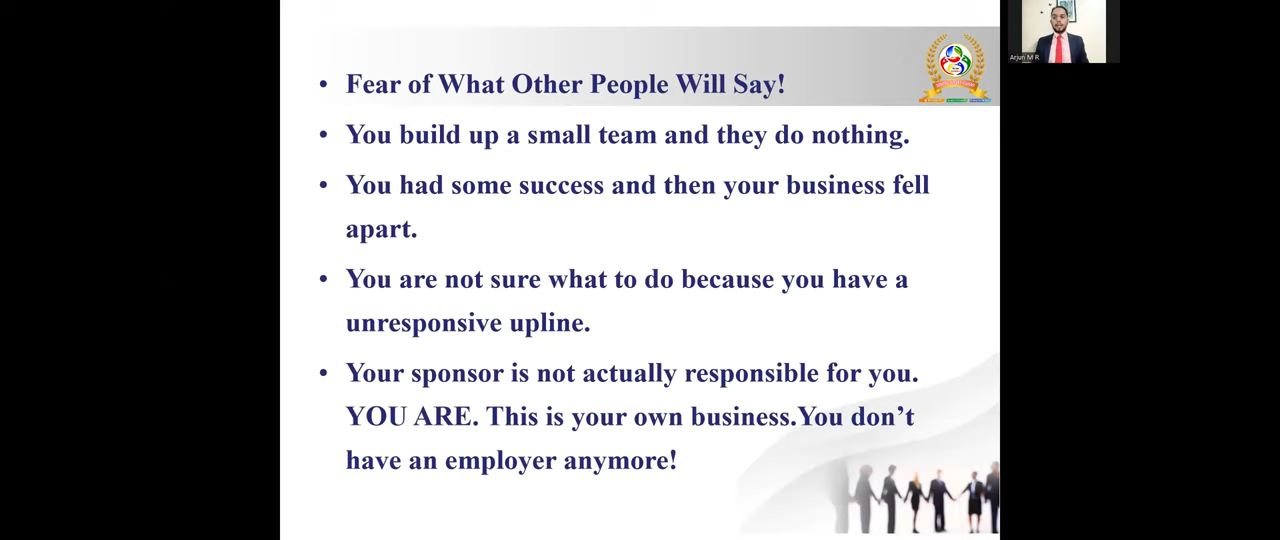 • Fear of What Other People Will Say!
• You build up a small team and they do nothing.
• You had some success and then your business fell
apart.
• You are not sure what to do because you have a
unresponsive upline.
• Your sponsor is not actually responsible for you.
YOU ARE. This is your own business.You don’t
have an employer anymore!
Arjun M R